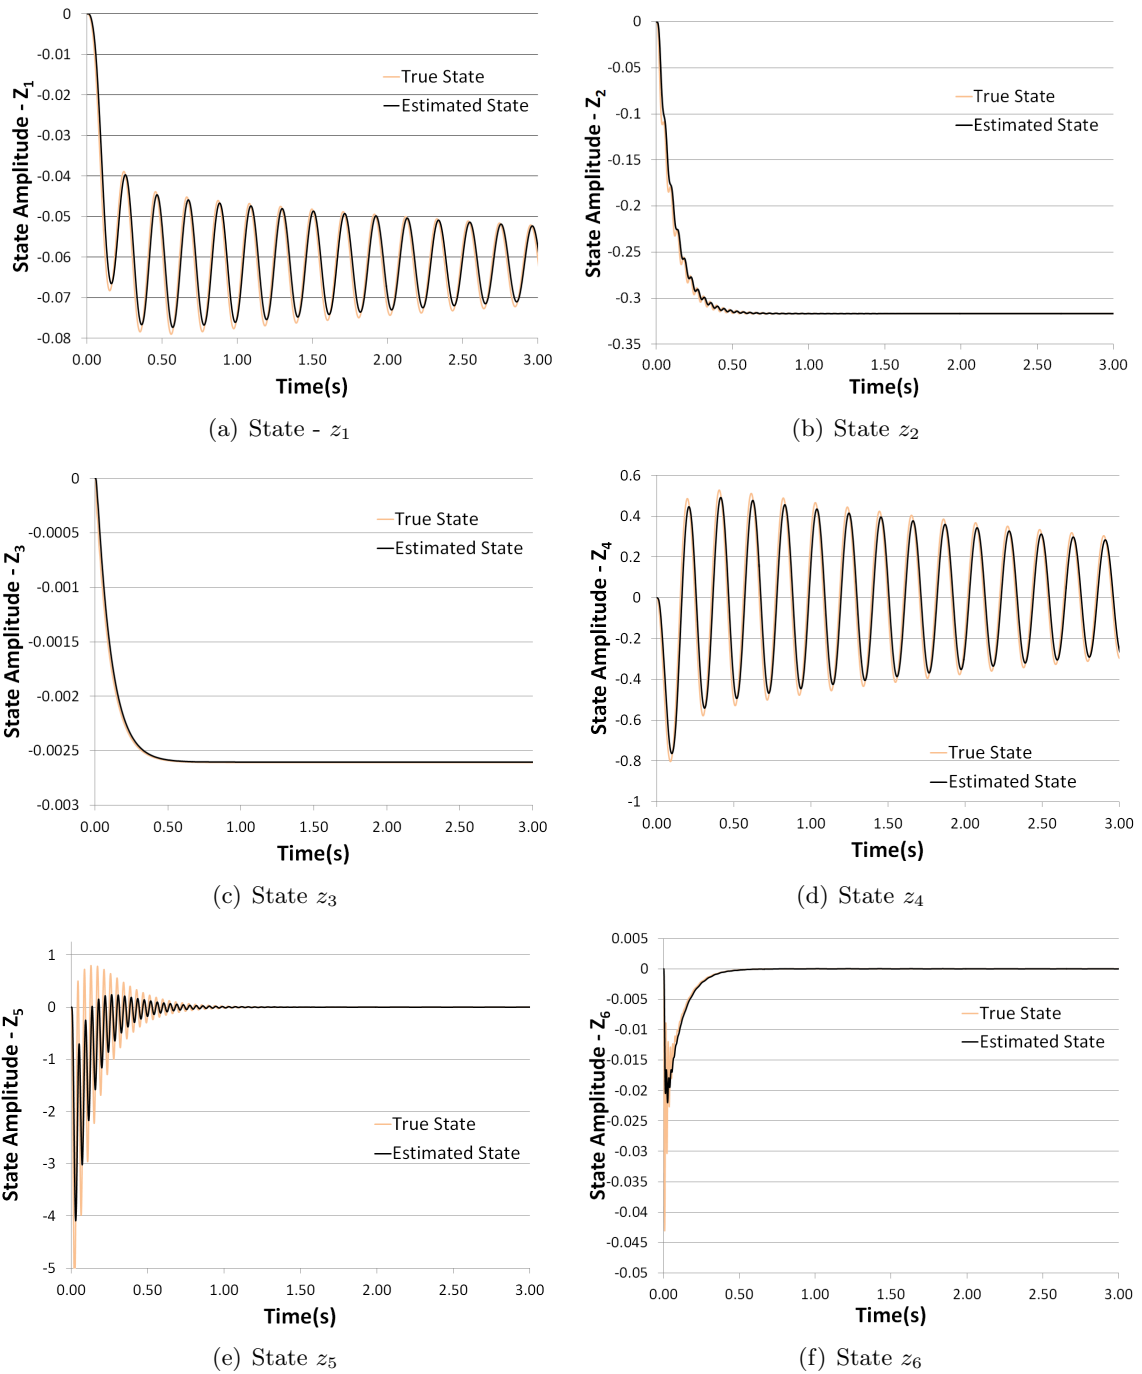 0
-0.01
-0.02
-0.03
-0.04
-0.05
-0.06
-0.07
-0.08
State Amplitude - Z1
True State
Estimated State
0.00 0.50 1.00 1.50 2.00 2.50 3.00
Time(s)
(a) State - z1
0
-0.05
-0.1
-0.15
-0.2
-0.25
-0.3
-0.35
State Amplitude - Z2
True State
Estimated State
0.00 0.50 1.00 1.50 2.00 2.50 3.00
Time(s)
(b) State z2
0
-0.0005
-0.001
-0.0015
-0.002
-0.0025
-0.003
State Amplitude - Z3
True State
Estimated State
0.00 0.50 1.00 1.50 2.00 2.50 3.00
Time(s)
(c) State z3
0.6
0.4
0.2
0
-0.2
-0.4
-0.6
-0.8
-1
State Amplitude - Z4
True State
Estimated State
0.00 0.50 1.00 1.50 2.00 2.50 3.00
Time(s)
(d) State z4
1
0
-1
-2
-3
-4
-5
State Amplitude - Z5
True State
Estimated State
0.00 0.50 1.00 1.50 2.00 2.50 3.00
Time(s)
(e) State z5
0.005
0
-0.005
-0.01
-0.015
-0.02
-0.025
-0.03
-0.035
-0.04
-0.045
-0.05
State Amplitude - Z6
True State
Estimated State
0.00 0.50 1.00 1.50 2.00 2.50 3.00
Time(s)
(f) State z6